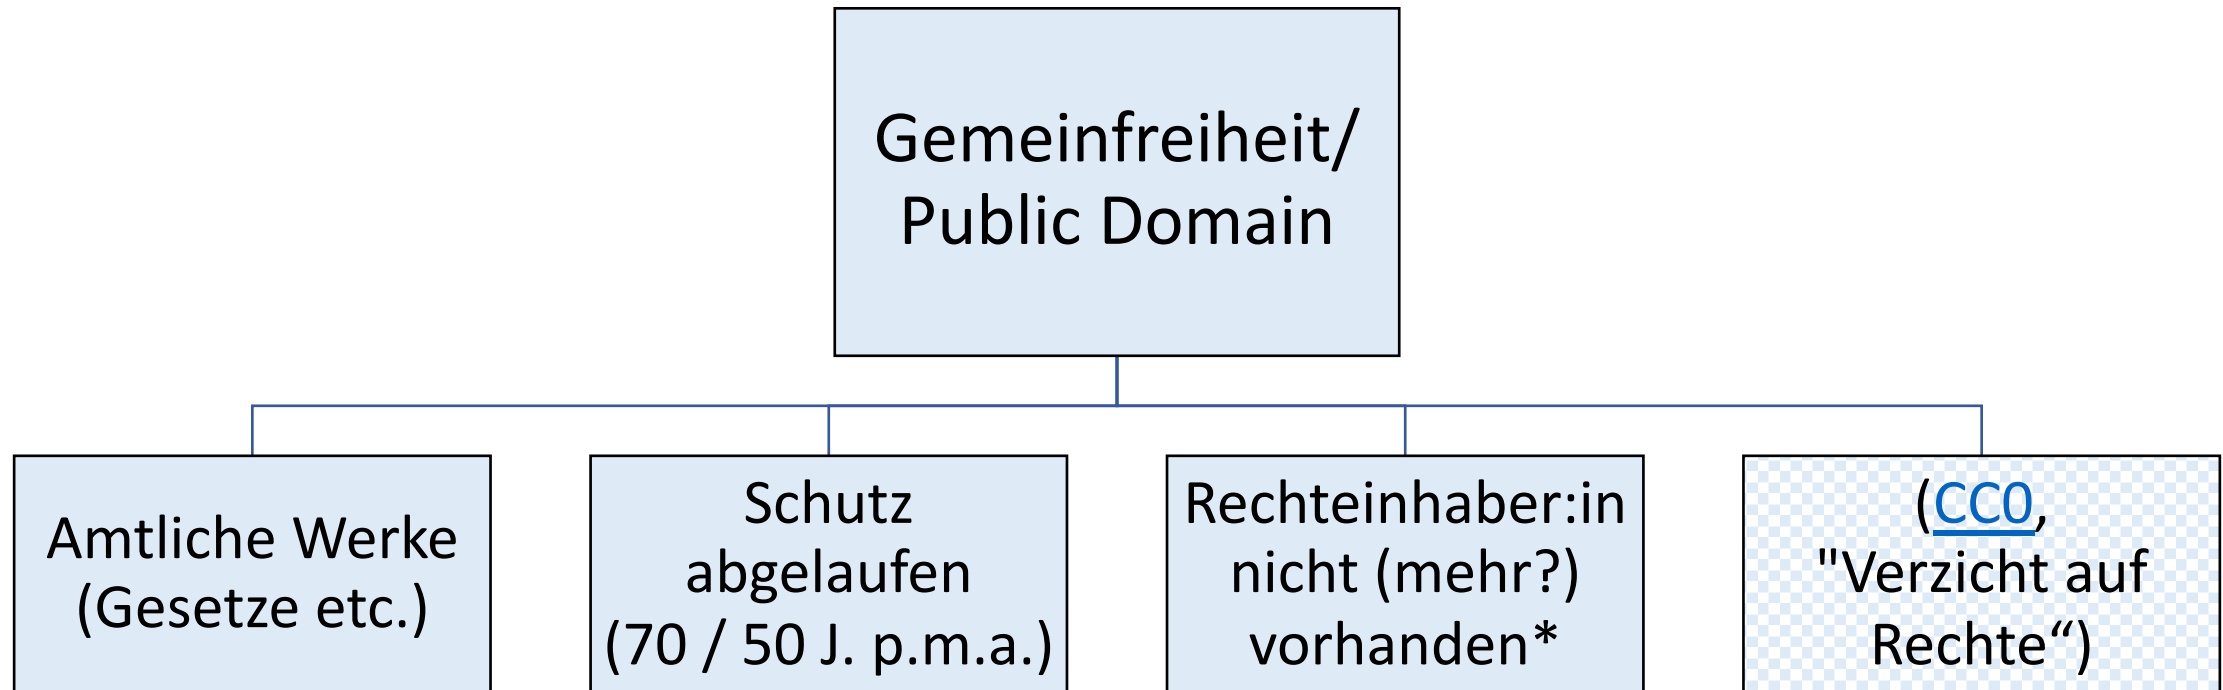 Gemeinfreiheit/
Public Domain
Amtliche Werke
(Gesetze etc.)
Schutz
abgelaufen
(70 / 50 J. p.m.a.)
Rechteinhaber:in
nicht (mehr?)
vorhanden*
(CC0,
"Verzicht auf
Rechte“)